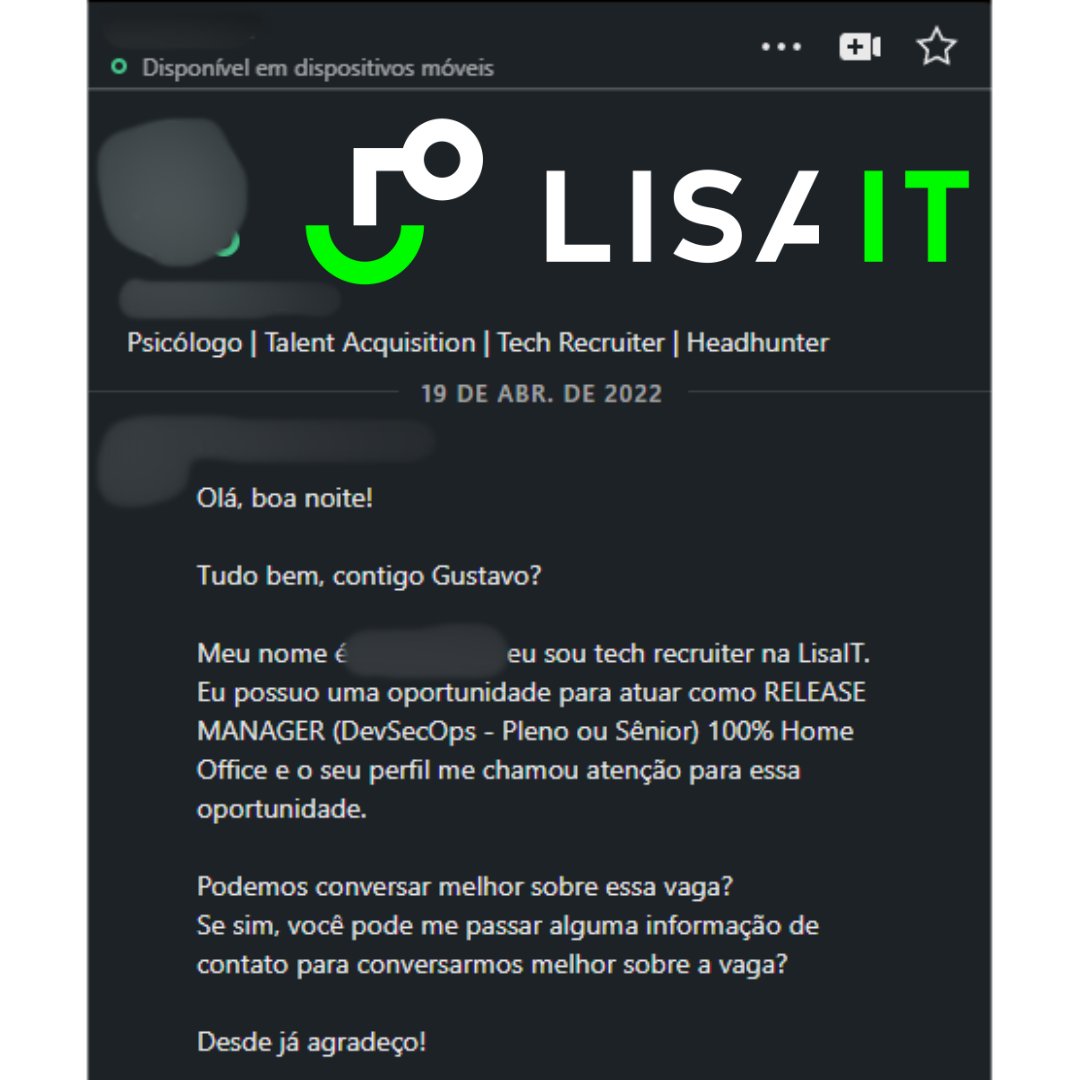 Disponível em dispositivos móveis
LISA IT
Psicólogo | Talent Acquisition | Tech Recruiter | Headhunter
19 DE ABR. DE 2022
Olá, boa noite!
Tudo bem, contigo Gustavo?
Meu nome é eu sou tech recruiter na LisaIT.
Eu possuo uma oportunidade para atuar como RELEASE
MANAGER (DevSecOps - Pleno ou Sênior) 100% Home
Office e o seu perfil me chamou atenção para essa
oportunidade.
Podemos conversar melhor sobre essa vaga?
Se sim, você pode me passar alguma informação de
contato para conversarmos melhor sobre a vaga?
Desde já agradeço!